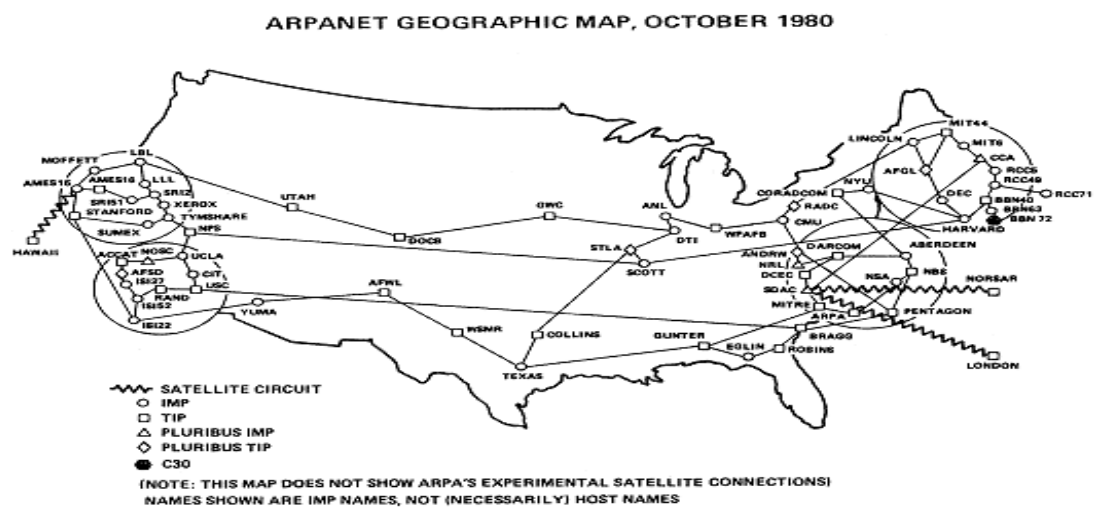 ARPANET GEOGRAPHIC MAP, OCTOBER 1980
MIT44
LINCOLN
MIT6
MOFFETT
LBL
CCA
AFGL
RCC5
RCC49
AMES15
AMES16
LLL
SRI2
NYU
DEC
RCC71
UTAH
CORADCOM
BBN40
SRI51
XEROX
RADC
BBN63
STANFORD
GWC
ANL
TYMSHARE
CMU
BBN 72
SUMEX
NPS
WPAFB
HARVARD
DOCB
DTI
HAWAII
STLA
DARCOM
ABERDEEN
ACCAT
NOSC
UCLA
SCOTT
ANDRW
NRL
AFSD
CIT
DCEC
NSA
NBS
NORSAR
ISI27
AFWL
SDAC
RAND
USC
ISI52
MITRE
YUMA
ARPA
PENTAGON
ISI22
WSMR
COLLINS
GUNTER
BRAGG
EGLIN
ROBINS
TEXAS
LONDON
SATELLITE CIRCUIT
IMP
TIP
PLURIBUS IMP
PLURIBUS TIP
C30
(NOTE: THIS MAP DOES NOT SHOW ARPA'S EXPERIMENTAL SATELLITE CONNECTIONS)
NAMES SHOWN ARE IMP NAMES, NOT (NECESSARILY) HOST NAMES